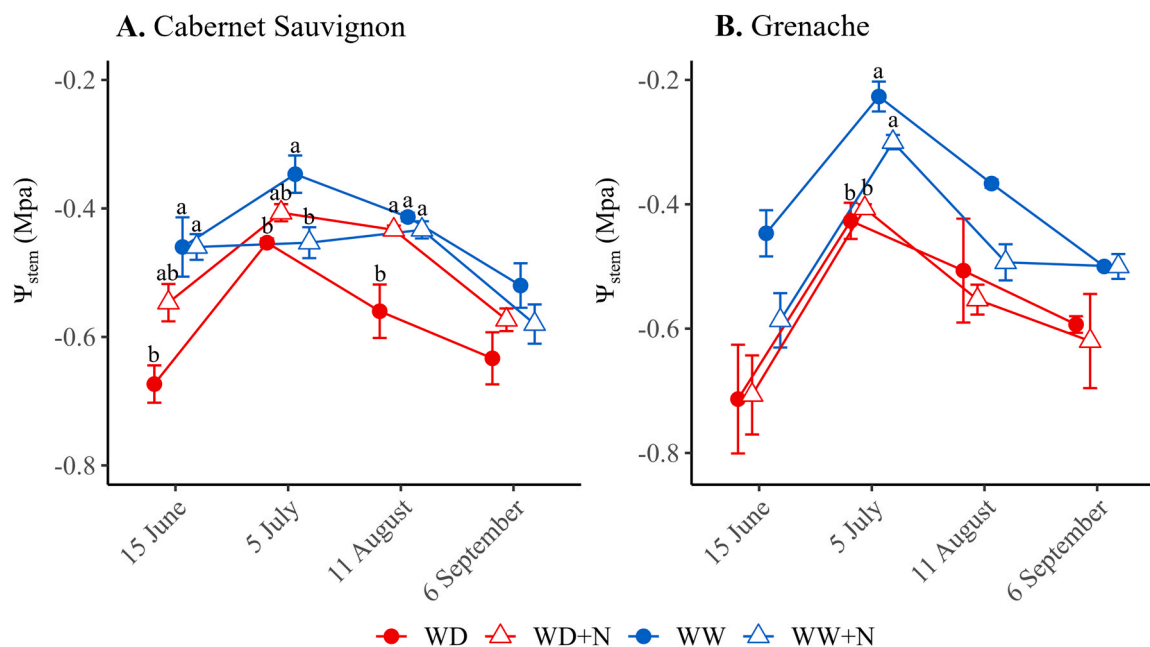 A. Cabernet Sauvignon
B. Grenache
Ψstem (Mpa)
-0.2
-0.4
-0.6
-0.8
a
a
ab
b
a
ab
b
b
a
a
a
b
15 June
5 July
11 August
6 September
Ψstem (Mpa)
-0.2
-0.4
-0.6
-0.8
a
a
b
b
15 June
5 July
11 August
6 September
WD
WD+N
WW
WW+N